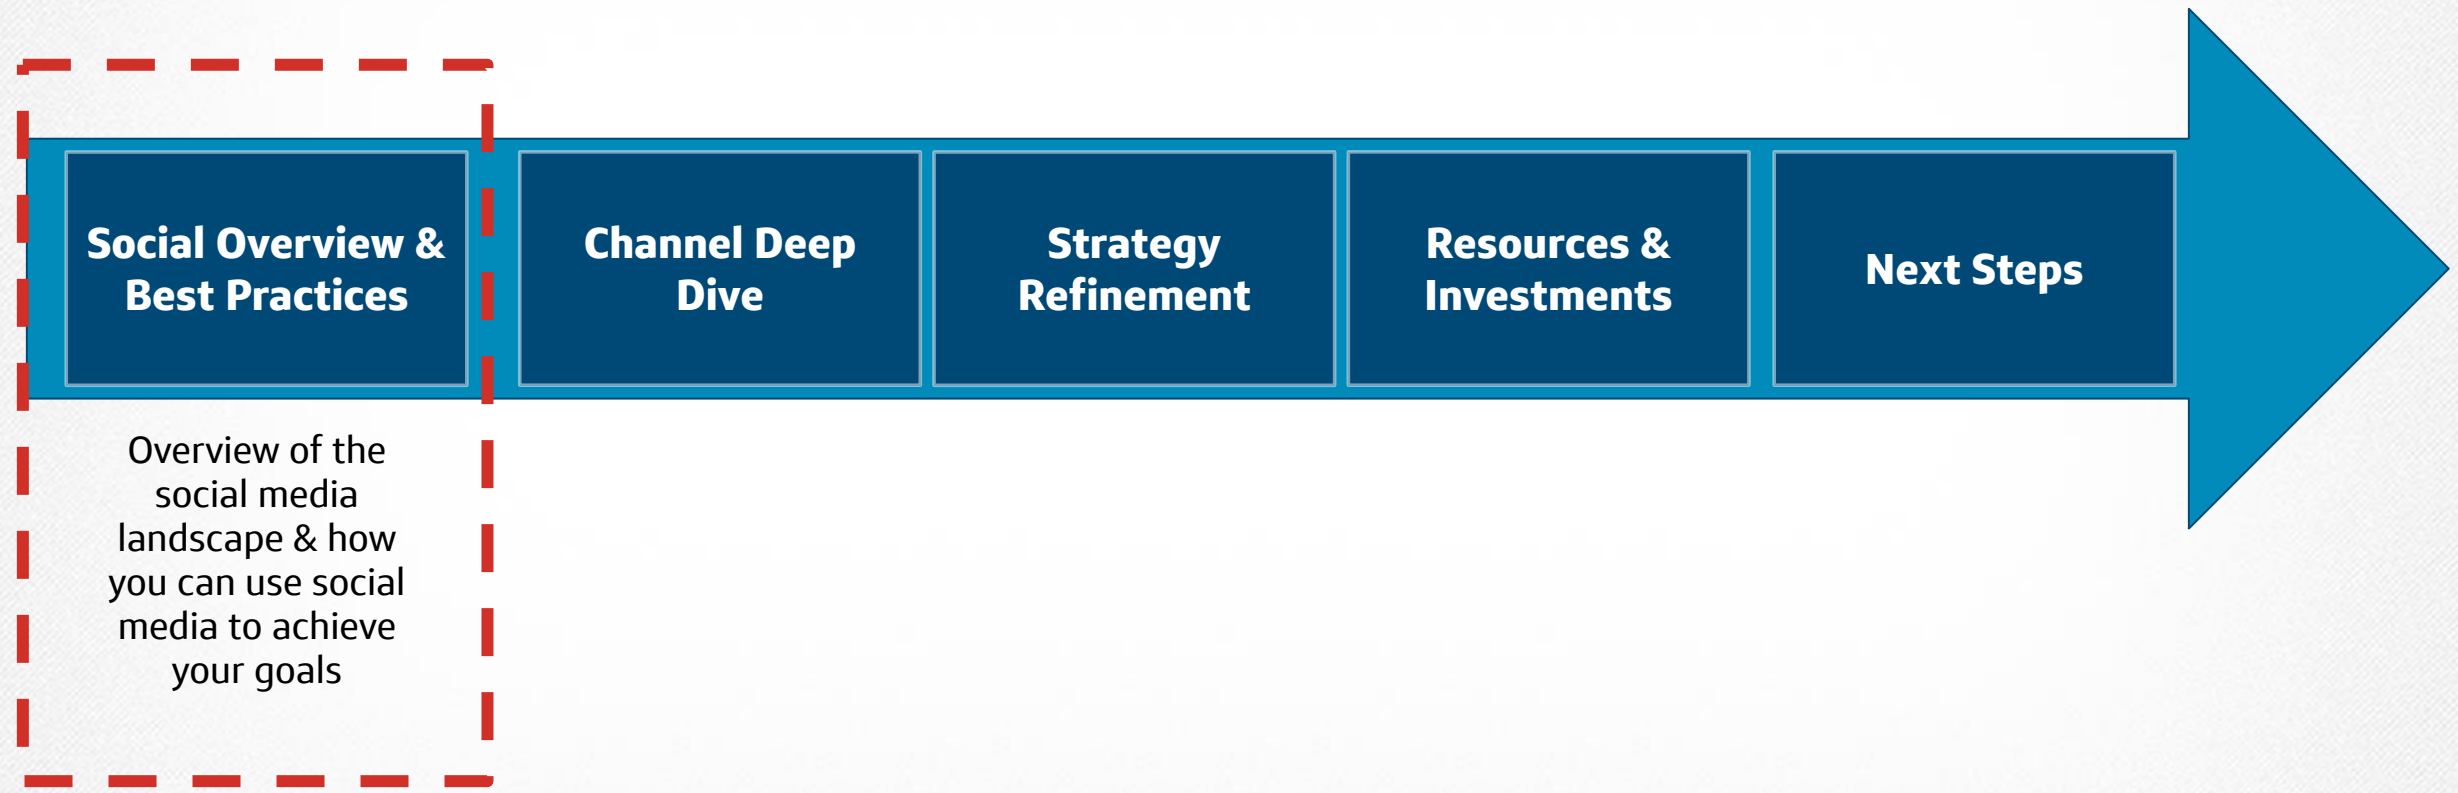 Social Overview &
Best Practices
Channel Deep
Dive
Strategy
Refinement
Resources &
Investments
Next Steps
Overview of the
social media
landscape & how
you can use social
media to achieve
your goals